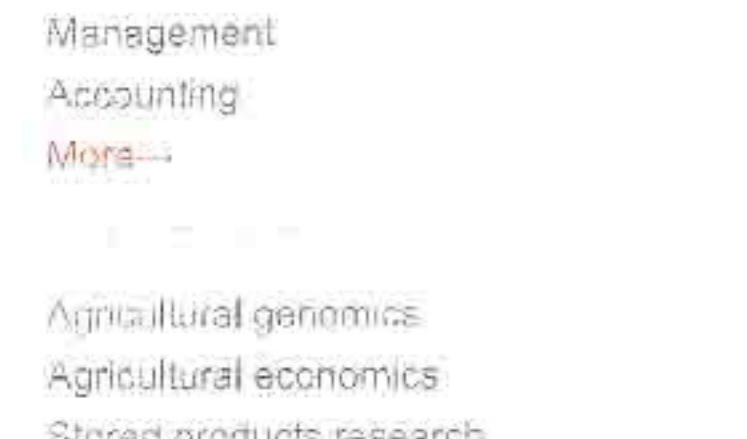 Management
Accounting
More→
Agricultural genomics
Agricultural economics
Stored products research